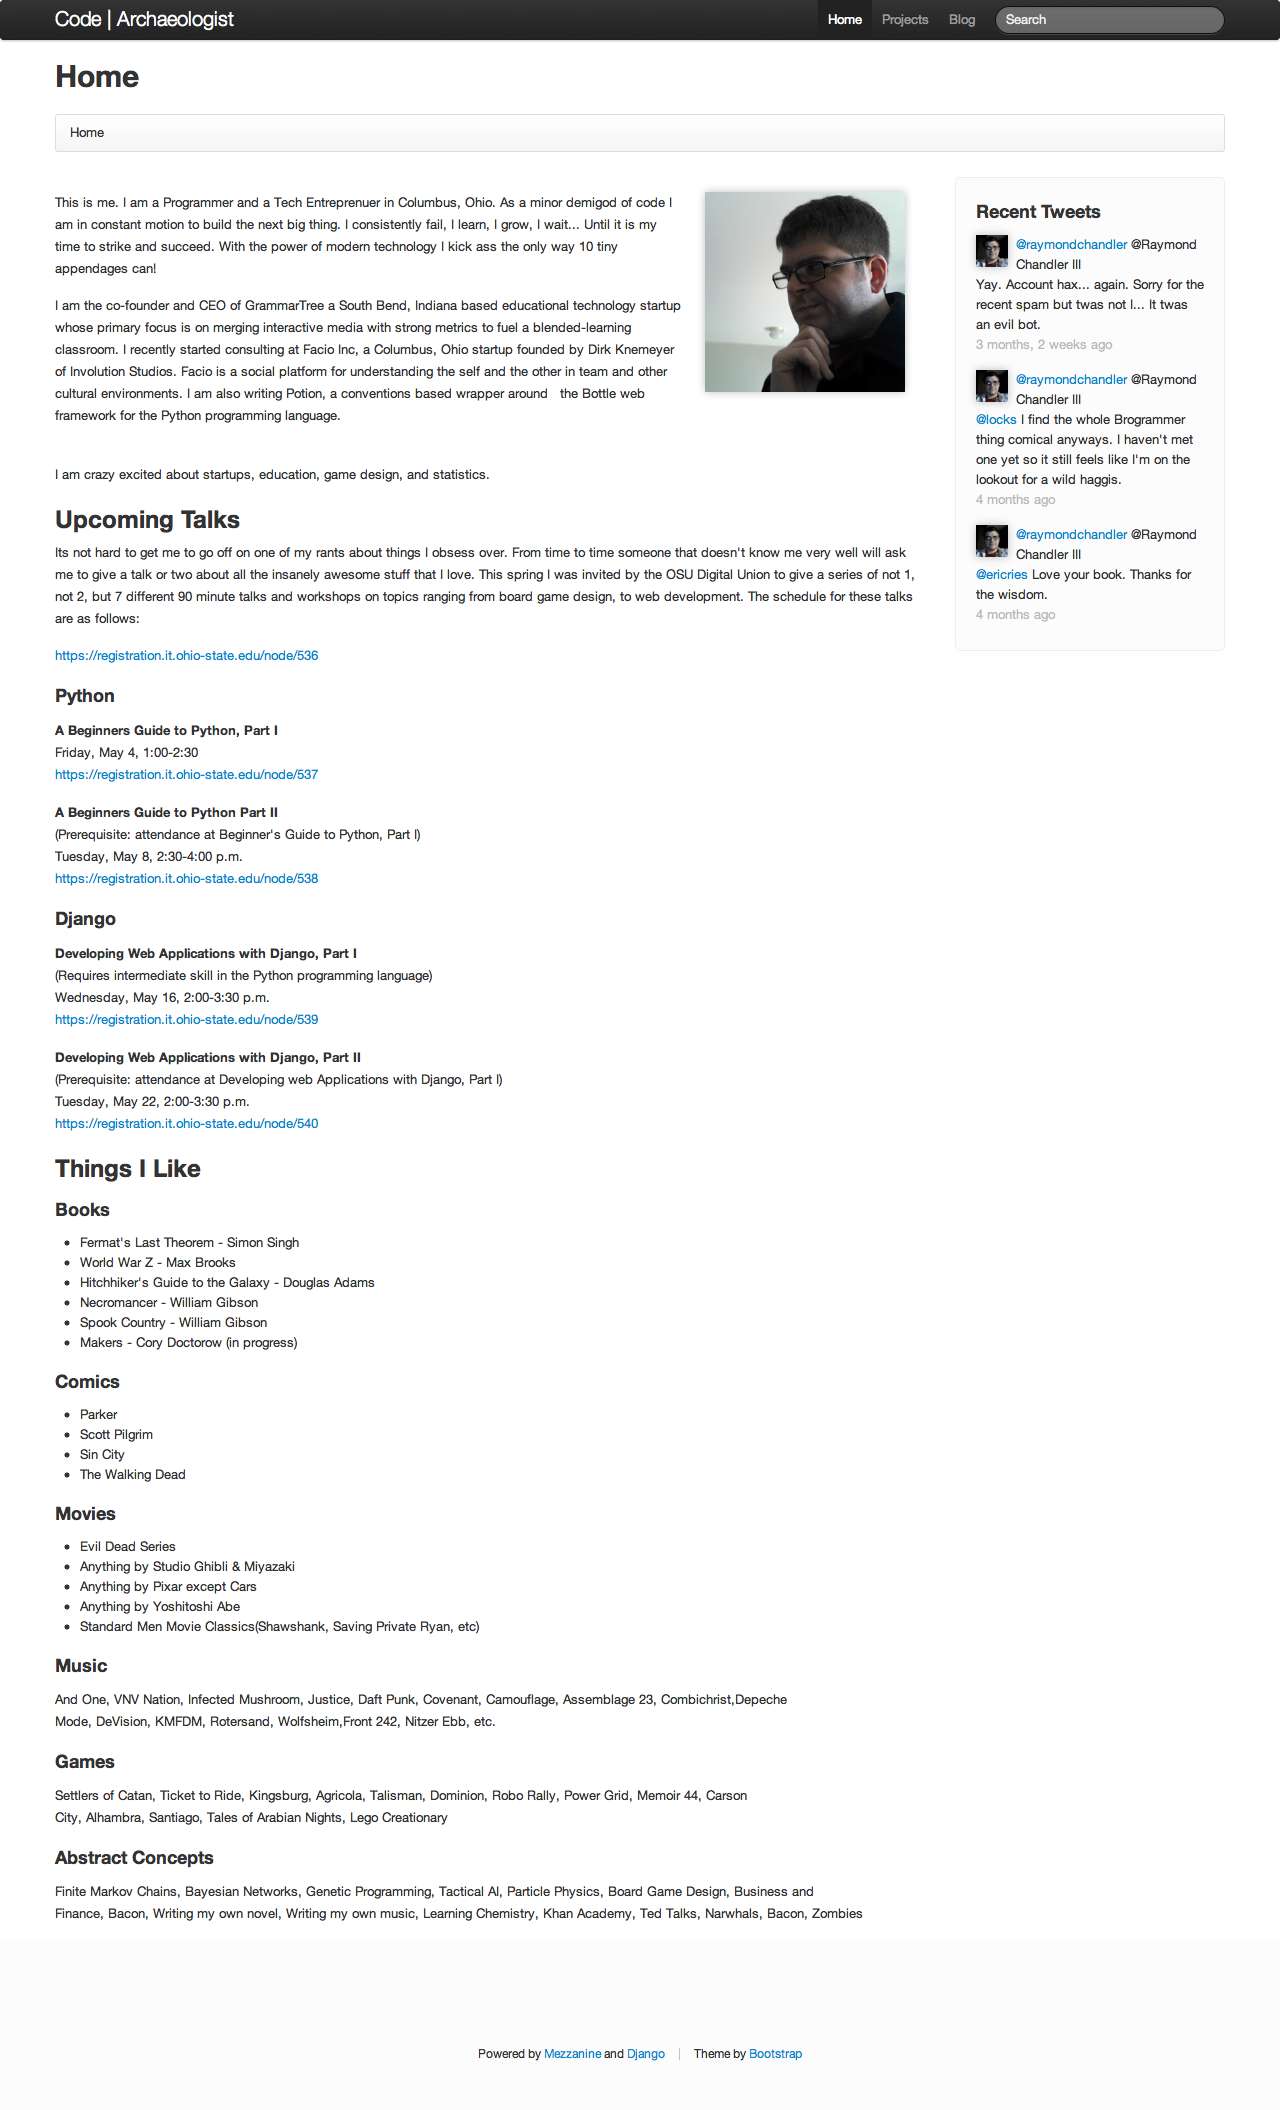 Code | Archaeologist
Home
Projects
Blog
Search
Home
Home
This is me. I am a Programmer and a Tech Entreprenuer in Columbus, Ohio. As a minor demigod of code I
am in constant motion to build the next big thing. I consistently fail, I learn, I grow, I wait... Until it is my
time to strike and succeed. With the power of modern technology I kick ass the only way 10 tiny
appendages can!
I am the co-founder and CEO of GrammarTree a South Bend, Indiana based educational technology startup
whose primary focus is on merging interactive media with strong metrics to fuel a blended-learning
classroom. I recently started consulting at Facio Inc, a Columbus, Ohio startup founded by Dirk Knemeyer
of Involution Studios. Facio is a social platform for understanding the self and the other in team and other
cultural environments. I am also writing Potion, a conventions based wrapper around the Bottle web
framework for the Python programming language.
I am crazy excited about startups, education, game design, and statistics.
Upcoming Talks
Its not hard to get me to go off on one of my rants about things I obsess over. From time to time someone that doesn't know me very well will ask
me to give a talk or two about all the insanely awesome stuff that I love. This spring I was invited by the OSU Digital Union to give a series of not 1,
not 2, but 7 different 90 minute talks and workshops on topics ranging from board game design, to web development. The schedule for these talks
are as follows:
https://registration.it.ohio-state.edu/node/536
Python
A Beginners Guide to Python, Part I
Friday, May 4, 1:00-2:30
https://registration.it.ohio-state.edu/node/537
A Beginners Guide to Python Part II
(Prerequisite: attendance at Beginner's Guide to Python, Part I)
Tuesday, May 8, 2:30-4:00 p.m.
https://registration.it.ohio-state.edu/node/538
Django
Developing Web Applications with Django, Part I
(Requires intermediate skill in the Python programming language)
Wednesday, May 16, 2:00-3:30 p.m.
https://registration.it.ohio-state.edu/node/539
Developing Web Applications with Django, Part II
(Prerequisite: attendance at Developing web Applications with Django, Part I)
Tuesday, May 22, 2:00-3:30 p.m.
https://registration.it.ohio-state.edu/node/540
Things I Like
Books
Fermat's Last Theorem - Simon Singh
World War Z - Max Brooks
Hitchhiker's Guide to the Galaxy - Douglas Adams
Necromancer - William Gibson
Spook Country - William Gibson
Makers - Cory Doctorow (in progress)
Comics
Parker
Scott Pilgrim
Sin City
The Walking Dead
Movies
Evil Dead Series
Anything by Studio Ghibli & Miyazaki
Anything by Pixar except Cars
Anything by Yoshitoshi Abe
Standard Men Movie Classics(Shawshank, Saving Private Ryan, etc)
Music
And One, VNV Nation, Infected Mushroom, Justice, Daft Punk, Covenant, Camouflage, Assemblage 23, Combichrist,Depeche
Mode, DeVision, KMFDM, Rotersand, Wolfsheim,Front 242, Nitzer Ebb, etc.
Games
Settlers of Catan, Ticket to Ride, Kingsburg, Agricola, Talisman, Dominion, Robo Rally, Power Grid, Memoir 44, Carson
City, Alhambra, Santiago, Tales of Arabian Nights, Lego Creationary
Abstract Concepts
Finite Markov Chains, Bayesian Networks, Genetic Programming, Tactical AI, Particle Physics, Board Game Design, Business and
Finance, Bacon, Writing my own novel, Writing my own music, Learning Chemistry, Khan Academy, Ted Talks, Narwhals, Bacon, Zombies
Recent Tweets
@raymondchandler @Raymond
Chandler III
Yay. Account hax... again. Sorry for the
recent spam but twas not I... It twas
an evil bot.
3 months, 2 weeks ago
@raymondchandler @Raymond
Chandler III
@locks I find the whole Brogrammer
thing comical anyways. I haven't met
one yet so it still feels like I'm on the
lookout for a wild haggis.
4 months ago
@raymondchandler @Raymond
Chandler III
@ericries Love your book. Thanks for
the wisdom.
4 months ago
Powered by Mezzanine and Django | Theme by Bootstrap